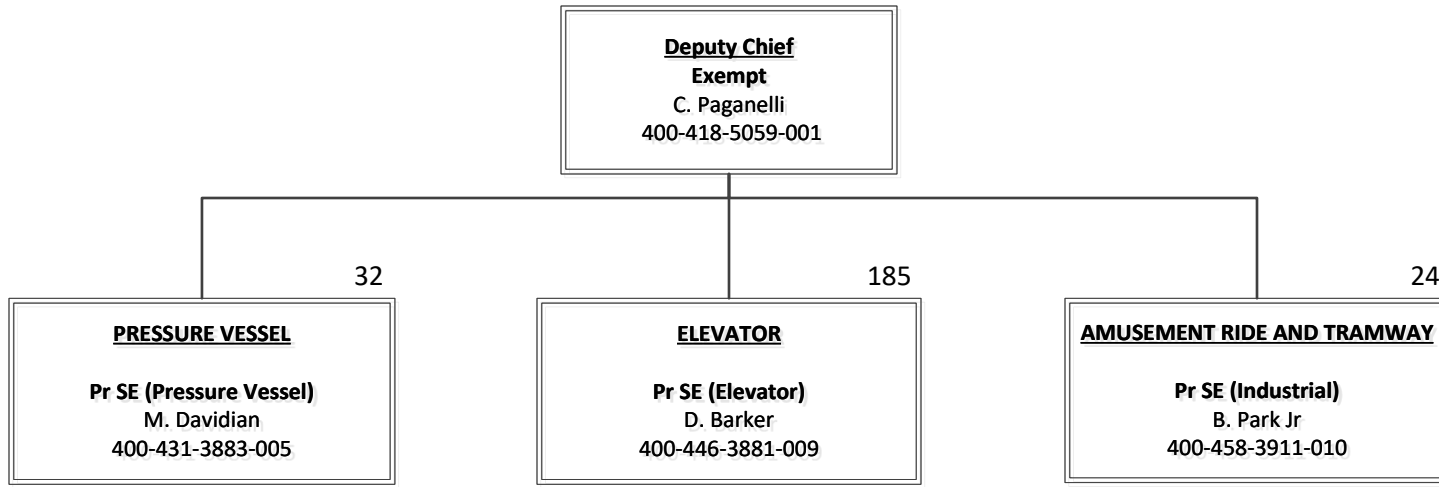 Deputy Chief
Exempt
C. Paganelli
400-418-5059-001
32
PRESSURE VESSEL
Pr SE (Pressure Vessel)
M. Davidian
400-431-3883-005
185
ELEVATOR
Pr SE (Elevator)
D. Barker
400-446-3881-009
24
AMUSEMENT RIDE AND TRAMWAY
Pr SE (Industrial)
B. Park Jr
400-458-3911-010